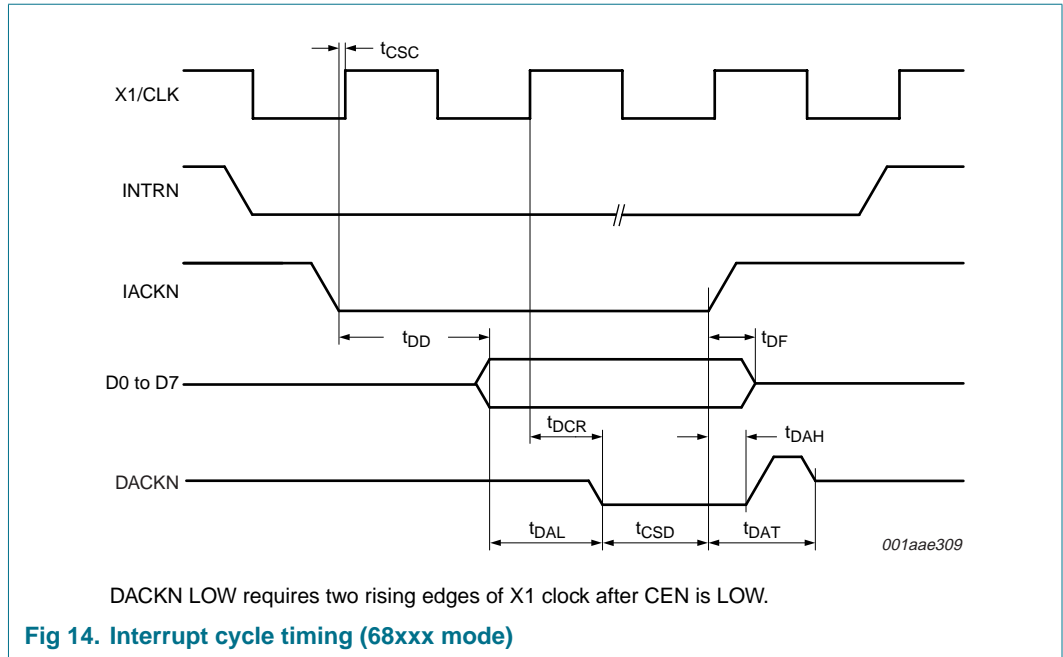 tCSC
X1/CLK
INTRN
IACKN
tDD
tDF
D0 to D7
tDCR
tDAH
DACKN
tDAL
tCSD
tDAT
001aae309
DACKN LOW requires two rising edges of X1 clock after CEN is LOW.
Fig 14. Interrupt cycle timing (68xxx mode)